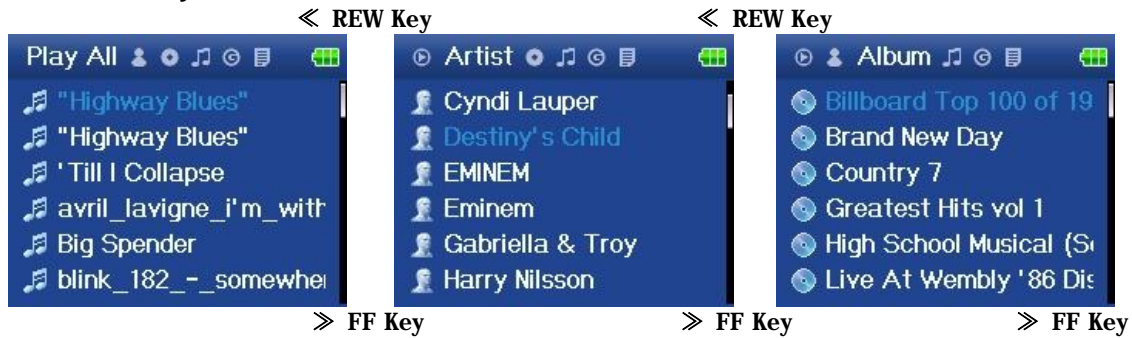 ≪ REW Key
≪ REW Key
Play All
"Highway Blues"
"Highway Blues"
'Till I Collapse
avril_lavigne_i'm_with
Big Spender
blink_182_-_somewhe
Artist
Cyndi Lauper
Destiny's Child
EMINEM
Eminem
Gabriella & Troy
Harry Nilsson
Album
Billboard Top 100 of 19
Brand New Day
Country 7
Greatest Hits vol 1
High School Musical (S
Live At Wembly '86 Dis
≫ FF Key
≫ FF Key
≫ FF Key